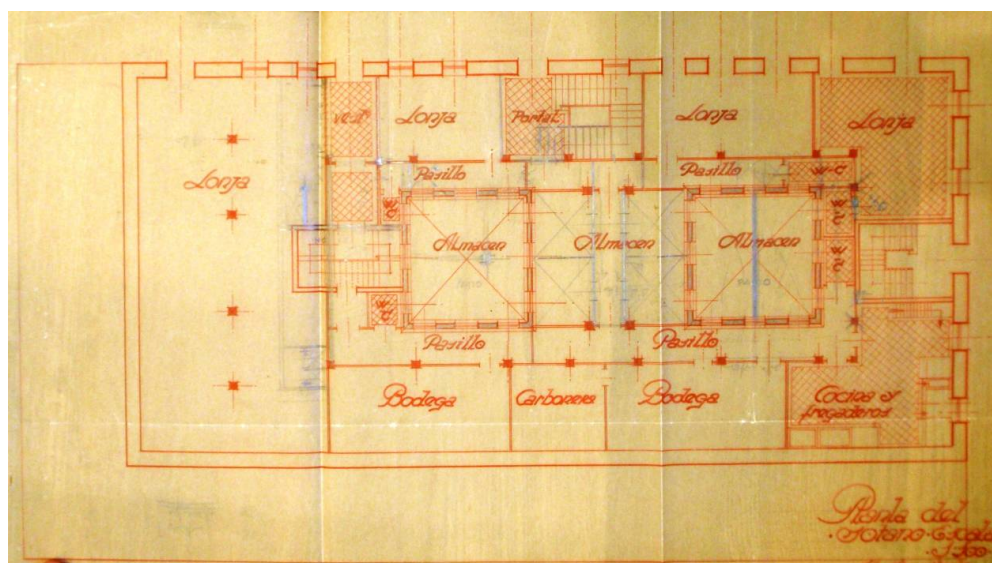 Vest.
Lonja
Portal
Lonja
Lonja
Lonja
Pasillo
Pasillo
W-C
W C
W C
Almacen
Almacen
Almacen
W C
W C
Pasillo
Pasillo
Bodega
Carbonera
Bodega
Cocina y
fregaderos
Planta del
·Sotano·Escala